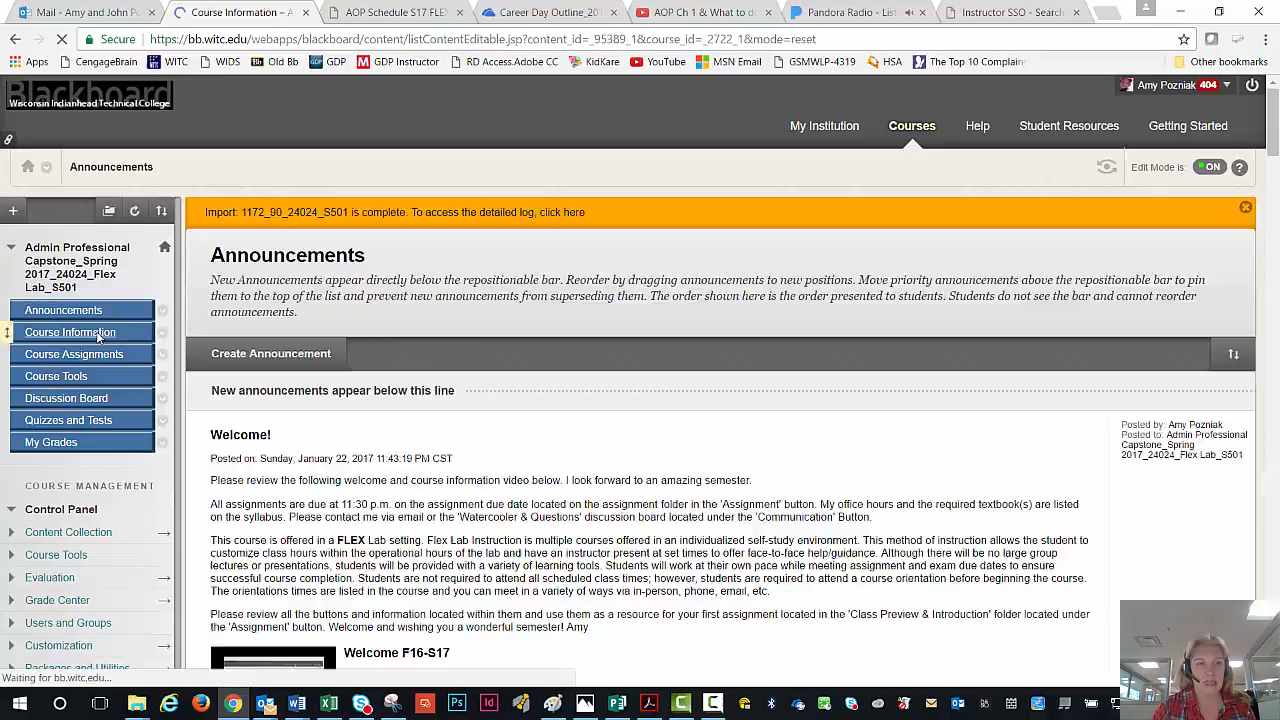 Mail - Amy and John P
Course Information – A
AOP Schedule S17 FLE
Career Day Outline_20
AOP Ch 1 & What to d
Pandora Radio - Lis
Instructor SSO - Search
Secure
https://bb.witc.edu/webapps/blackboard/content/listContentEditable.jsp?content_id=_95389_1&course_id=_2722_1&mode=reset
Apps CengageBrain WITC WIDS Old Bb GDP GDP Instructor RD Access.Adobe CC KidKare YouTube MSN Email GSMWLP-4319 HSA The Top 10 Complain Other bookmarks
Blackboard
Wisconsin Indianhead Technical College
Amy Pozniak 404
My Institution Courses Help Student Resources Getting Started
Announcements
Edit Mode is: ON ?
Import: 1172_90_24024_S501 is complete. To access the detailed log, click here
Admin Professional
Capstone_Spring
2017_24024_Flex
Lab_S501
Announcements
Course Information
Course Assignments
Course Tools
Discussion Board
Quizzes and Tests
My Grades
COURSE MANAGEMENT
Control Panel
Content Collection
Course Tools
Evaluation
Grade Center
Users and Groups
Customization
Packages and Utilities
Waiting for bb.witc.edu...
Announcements
New Announcements appear directly below the repositionable bar. Reorder by dragging announcements to new positions. Move priority announcements above the repositionable bar to pin
them to the top of the list and prevent new announcements from superseding them. The order shown here is the order presented to students. Students do not see the bar and cannot reorder
announcements.
Create Announcement
New announcements appear below this line
Welcome!
Posted on: Sunday, January 22, 2017 11:43:19 PM CST
Please review the following welcome and course information video below. I look forward to an amazing semester.
All assignments are due at 11:30 p.m. on the assignment due date located on the assignment folder in the 'Assignment' button. My office hours and the required textbook(s) are listed
on the syllabus. Please contact me via email or the 'Watercooler & Questions' discussion board located under the 'Communication' Button.
This course is offered in a FLEX Lab setting. Flex Lab Instruction is multiple courses offered in an individualized self-study environment. This method of instruction allows the student to
customize class hours within the operational hours of the lab and have an instructor present at set times to offer face-to-face help/guidance. Although there will be no large group
lectures or presentations, students will be provided with a variety of learning tools. Students will work at their own pace while meeting assignment and exam due dates to ensure
successful course completion. Students are not required to attend all scheduled class times; however, students are required to attend a course orientation before beginning the course.
The orientations times are listed in the course and you can meet in a variety of ways via in-person, phone, email, etc.
Please review all the buttons and information located within them and use them as a resource for your first assignment located in the 'Class Preview & Introduction' folder located under
the 'Assignment' button. Welcome and wishing you a wonderful semester! Amy
Welcome F16-S17
Posted by: Amy Pozniak
Posted to: Admin Professional
Capstone_Spring
2017_24024_Flex Lab_S501